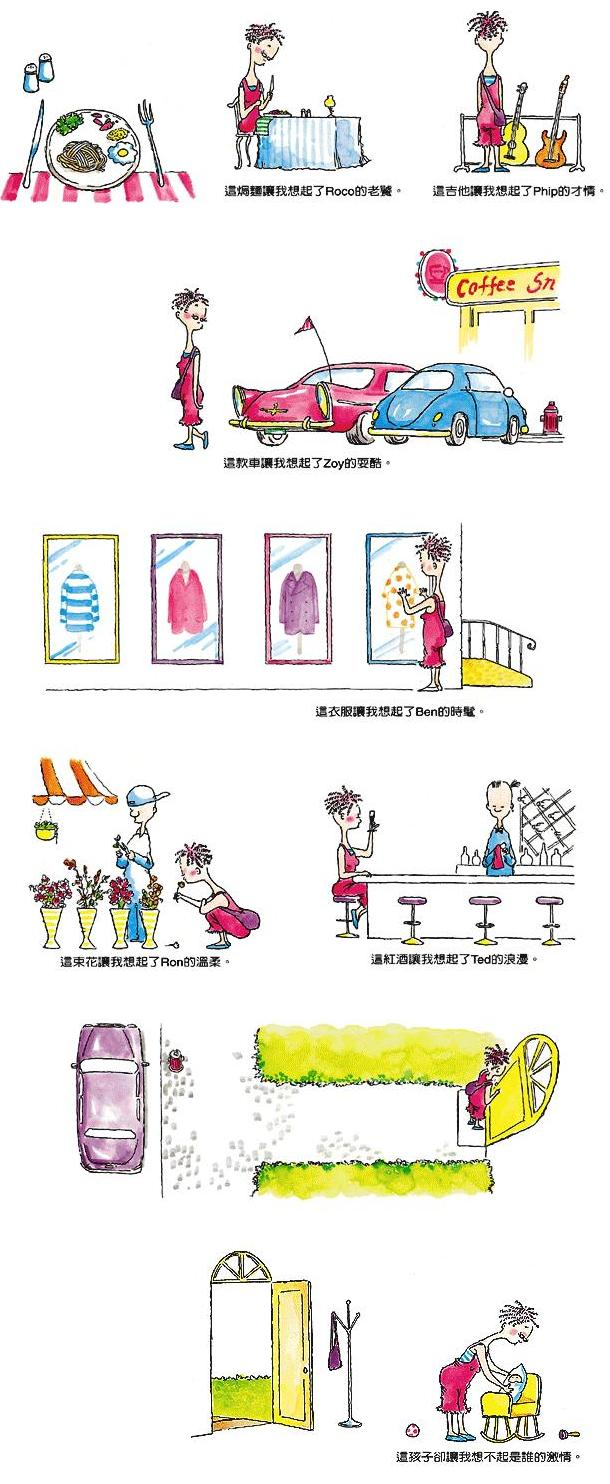 這焗麵讓我想起了Roco的老饕。
這吉他讓我想起了Phip的才情。
Coffee Sn
這款車讓我想起了Zoy的耍酷。
這衣服讓我想起了Ben的時髦。
這束花讓我想起了Ron的溫柔。
這紅酒讓我想起了Ted的浪漫。
這孩子卻讓我想不起是誰的激情。